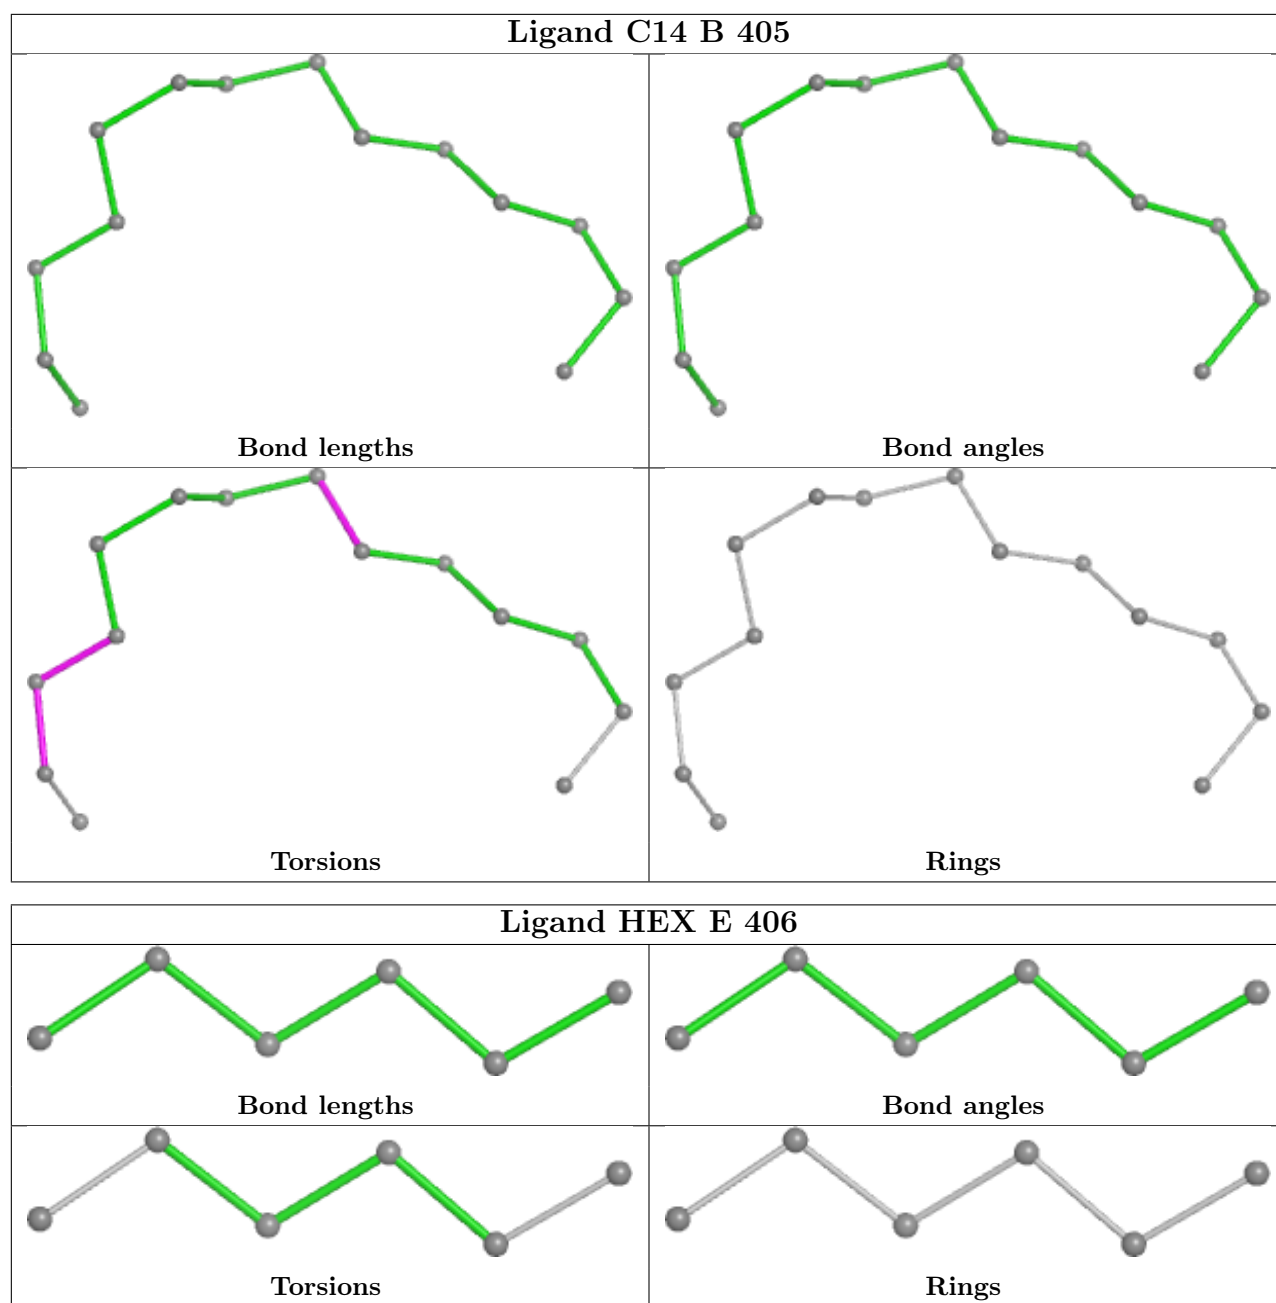 Ligand C14 B 405
Bond lengths
Bond angles
Torsions
Rings
Ligand HEX E 406
Bond lengths
Bond angles
Torsions
Rings